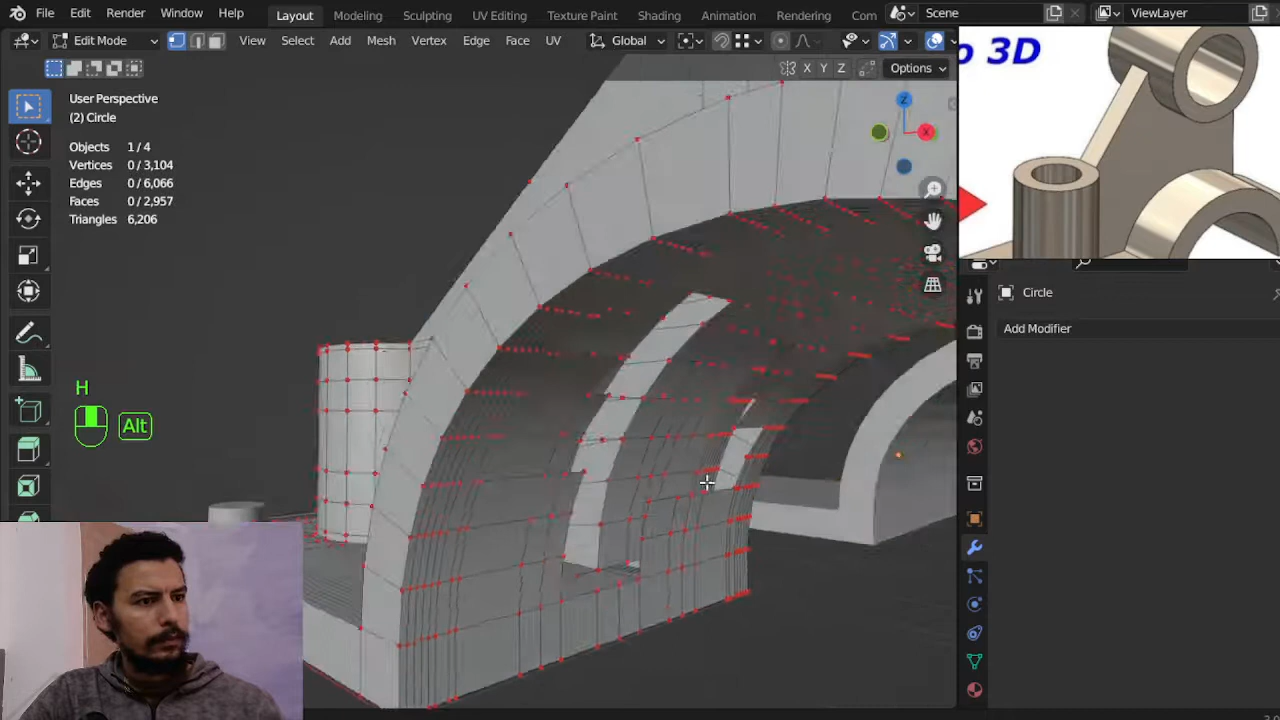 File Edit Render Window Help Layout Modeling Sculpting UV Editing Texture Paint Shading Animation Rendering Com Scene ViewLayer
Edit Mode View Select Add Mesh Vertex Edge Face UV Global
X Y Z Options
User Perspective
(2) Circle
Objects 1 / 4
Vertices 0 / 3,104
Edges 0 / 6,066
Faces 0 / 2,957
Triangles 6,206
Z
X
o 3D
Circle
Add Modifier
H
Alt